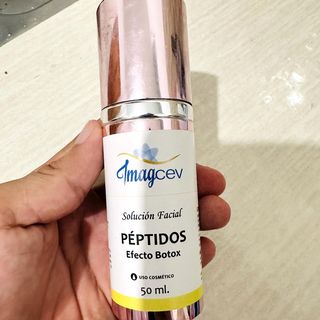 Imagcev
Solución Facial
PÉPTIDOS
Efecto Botox
USO COSMÉTICO
50 ml.